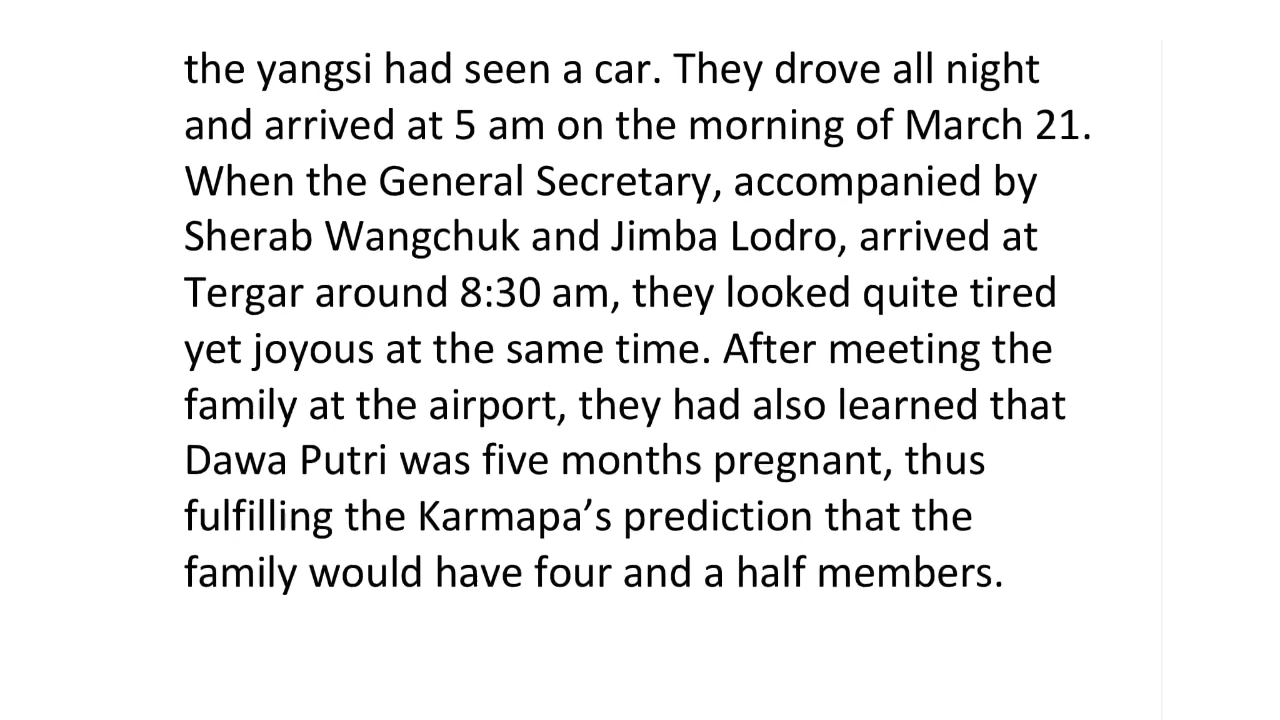 the yangsi had seen a car. They drove all night
and arrived at 5 am on the morning of March 21.
When the General Secretary, accompanied by
Sherab Wangchuk and Jimba Lodro, arrived at
Tergar around 8:30 am, they looked quite tired
yet joyous at the same time. After meeting the
family at the airport, they had also learned that
Dawa Putri was five months pregnant, thus
fulfilling the Karmapa’s prediction that the
family would have four and a half members.